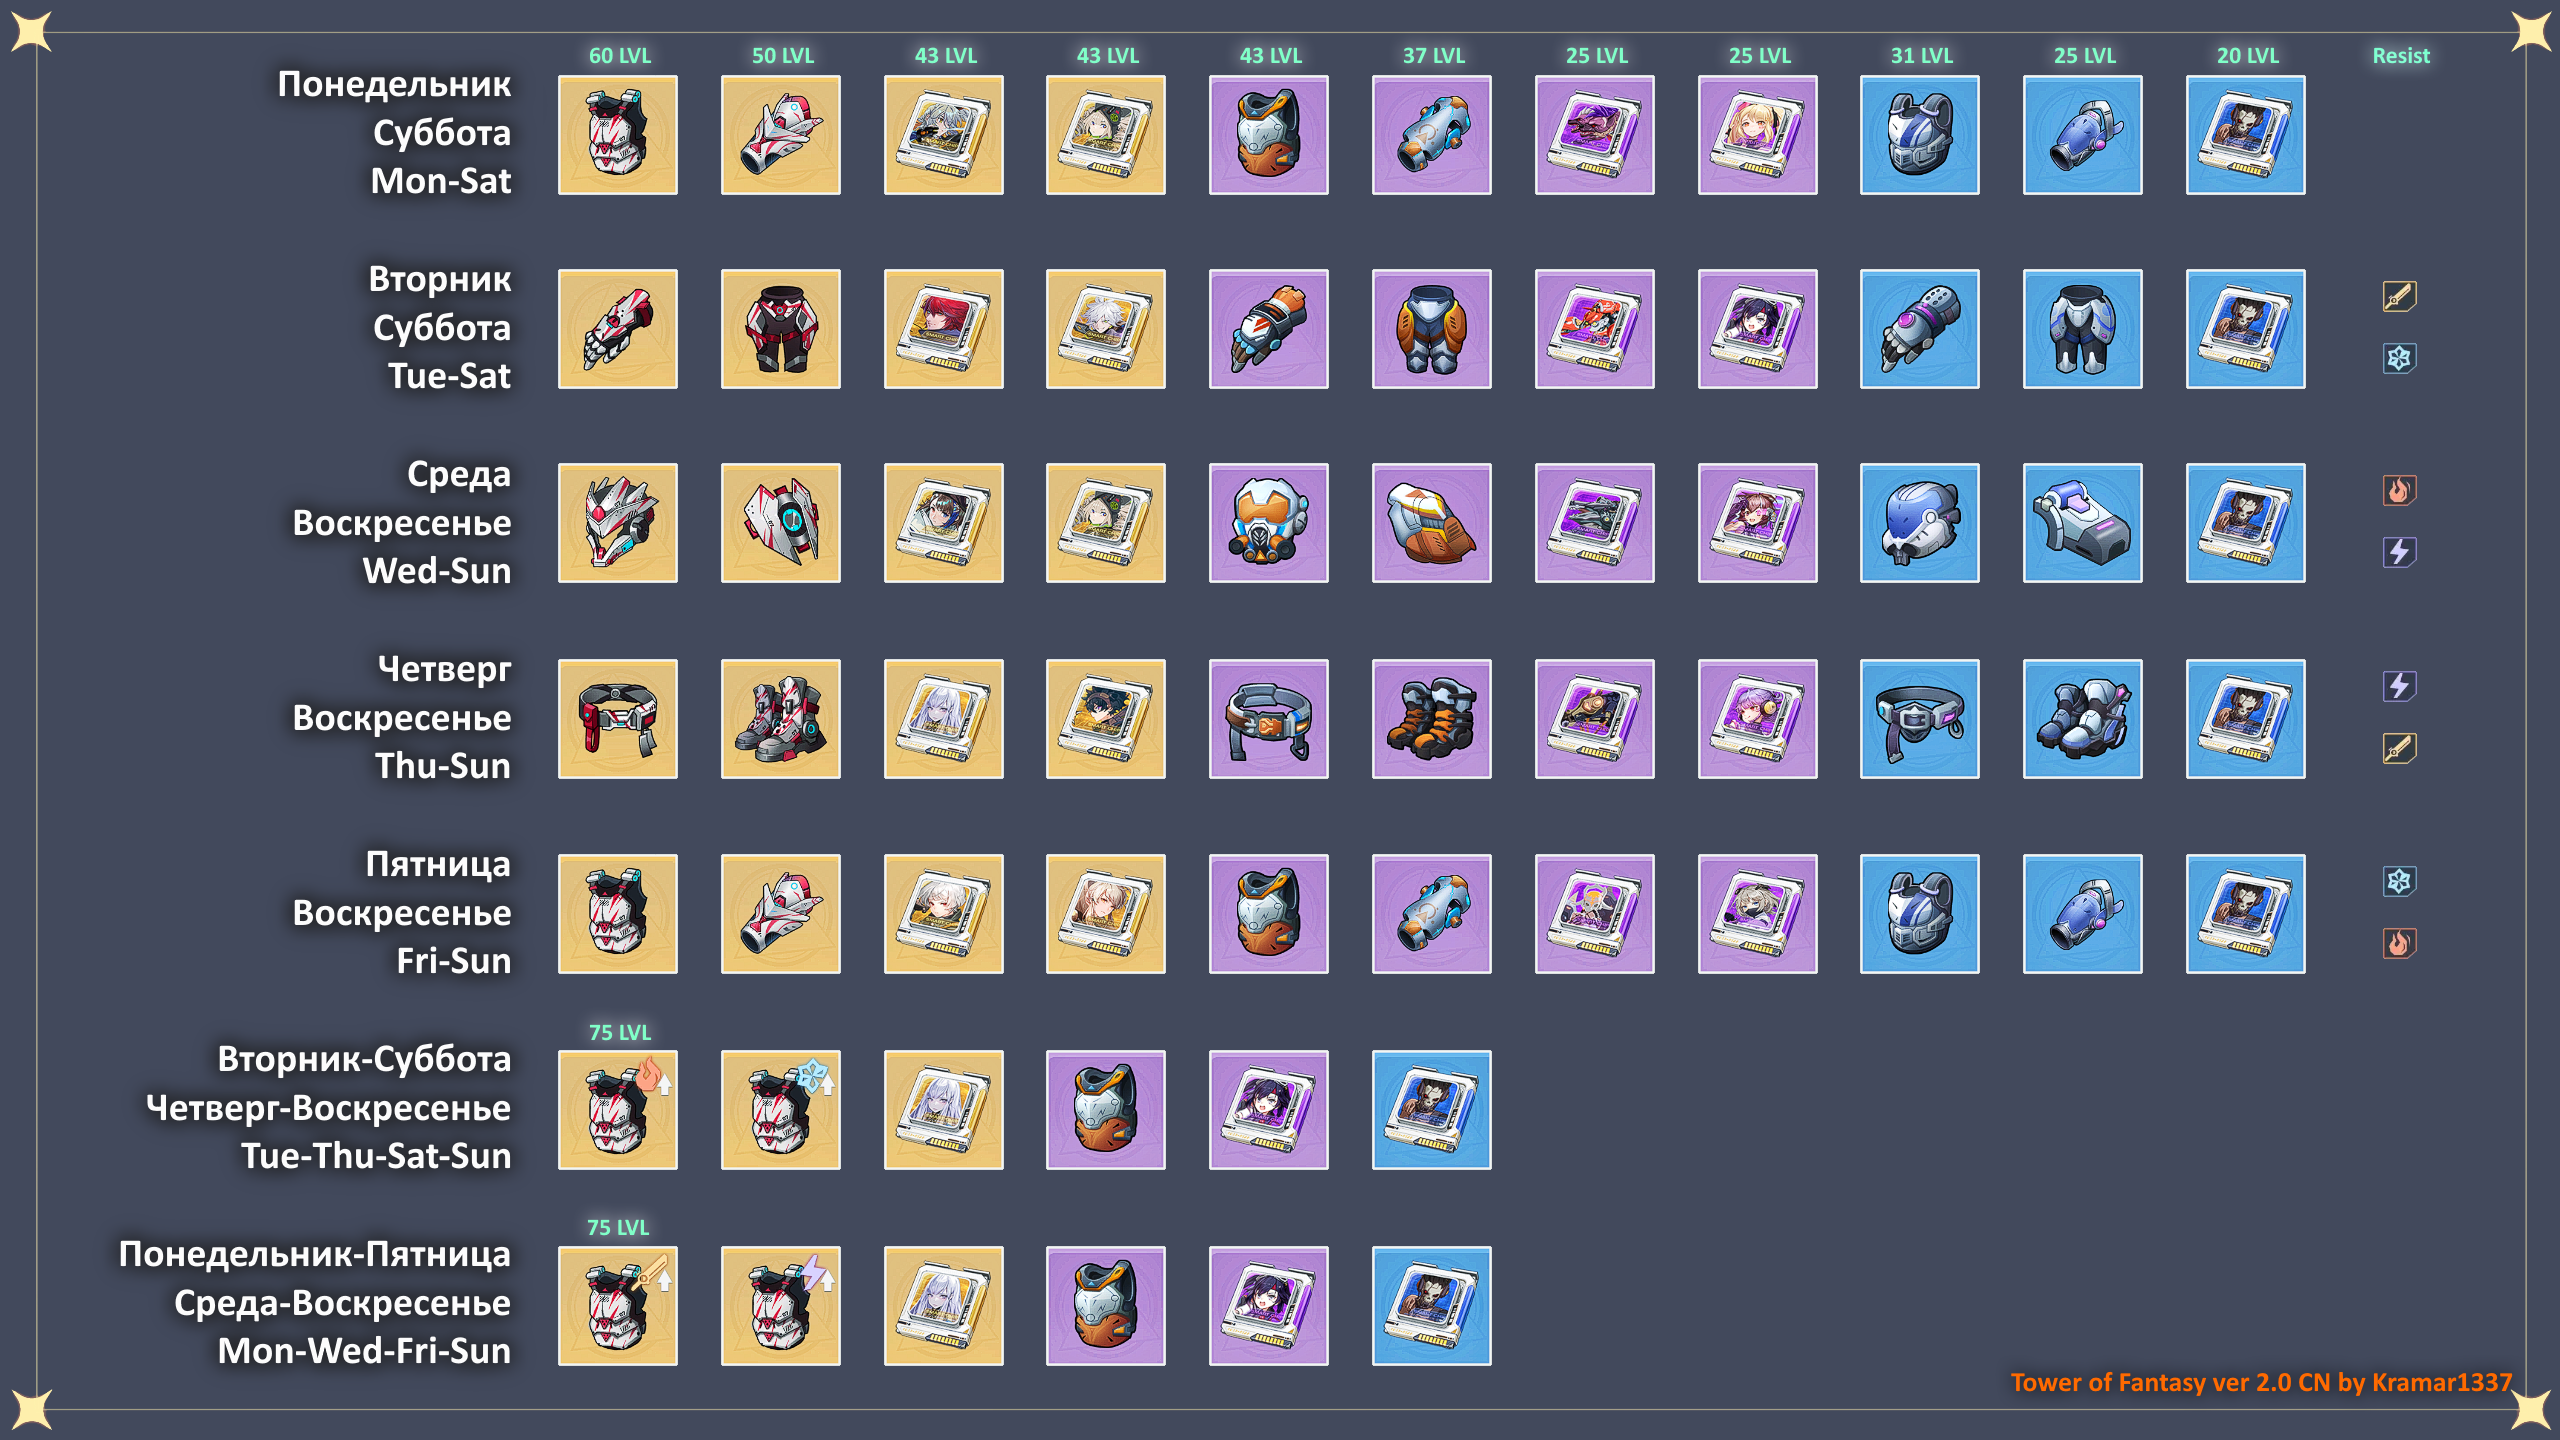 60 LVL 50 LVL 43 LVL 43 LVL 43 LVL 37 LVL 25 LVL 25 LVL 31 LVL 25 LVL 20 LVL Resist
Понедельник
Суббота
Mon-Sat
Вторник
Суббота
Tue-Sat
Среда
Воскресенье
Wed-Sun
Четверг
Воскресенье
Thu-Sun
Пятница
Воскресенье
Fri-Sun
75 LVL
Вторник-Суббота
Четверг-Воскресенье
Tue-Thu-Sat-Sun
75 LVL
Понедельник-Пятница
Среда-Воскресенье
Mon-Wed-Fri-Sun
Tower of Fantasy ver 2.0 CN by Kramar1337